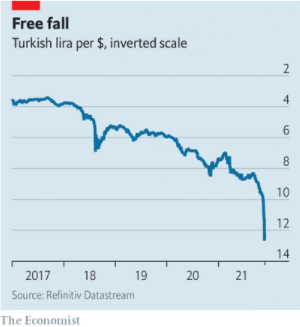 Free fall
Turkish lira per $, inverted scale
2
4
6
8
10
12
14
2017 18 19 20 21
Source: Refinitiv Datastream
The Economist